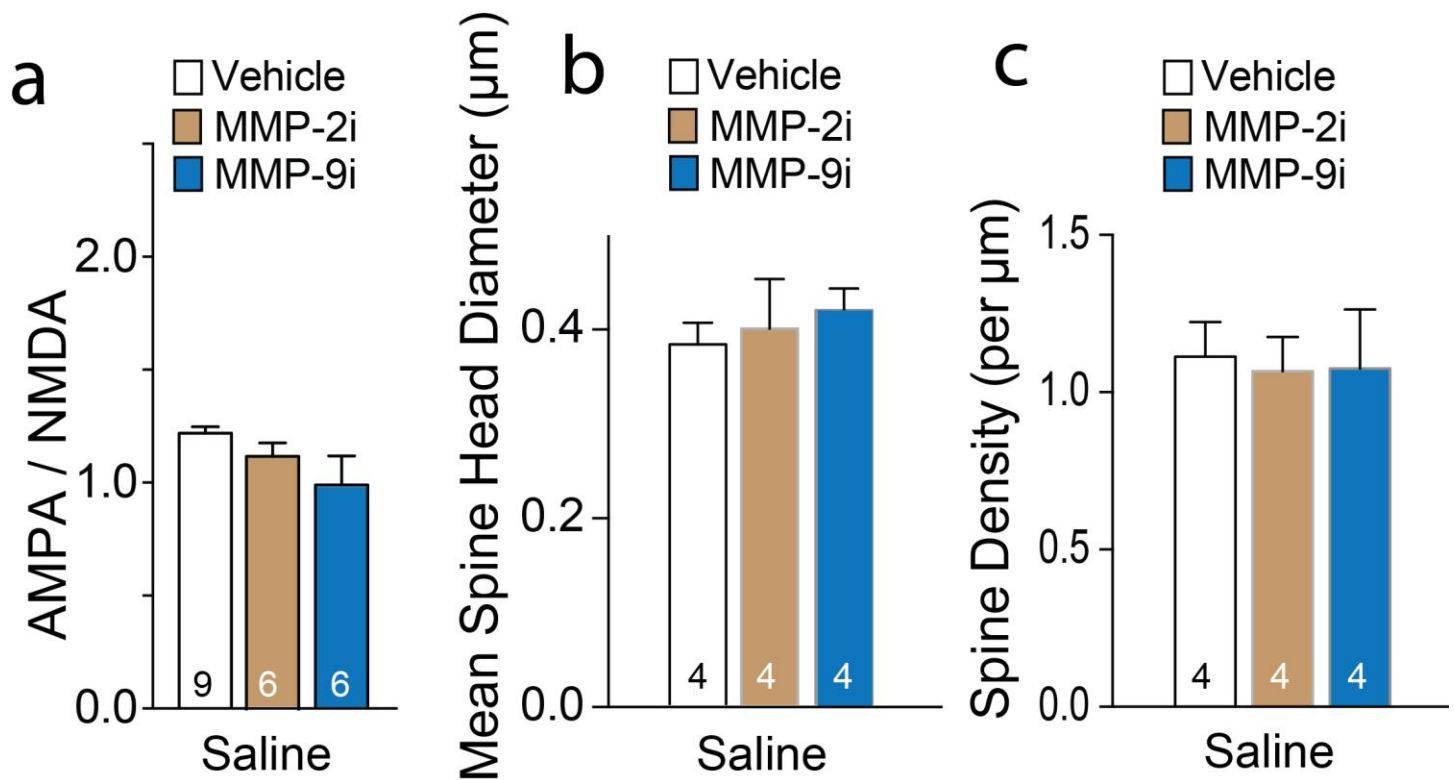 a
Vehicle
MMP-2i
MMP-9i
AMPA / NMDA
2.0
1.0
0.0
9
6
6
Saline
b
Vehicle
MMP-2i
MMP-9i
Mean Spine Head Diameter (µm)
0.4
0.2
0.0
4
4
4
Saline
c
Vehicle
MMP-2i
MMP-9i
Spine Density (per µm)
1.5
1.0
0.5
0.0
4
4
4
Saline